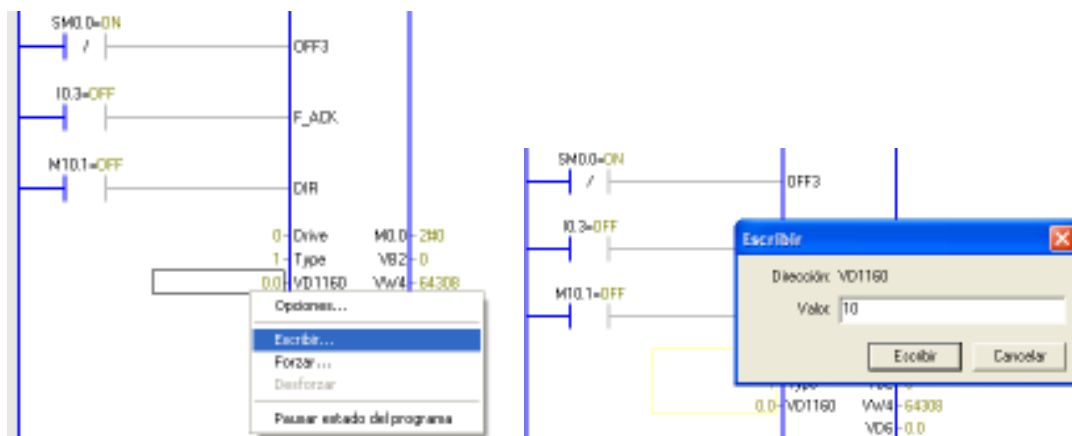 SM0.0=ON
OFF3
I0.3=OFF
F_ACK
M10.1=OFF
DIR
0 Drive M0.0 2#0
1 Type VB2 0
0.0 VD1160 VW4 64308
Opciones...
Escribir...
Forzar...
Desforzar
Pausar estado del programa
SM0.0=ON
OFF3
I0.3=OFF
M10.1=OFF
Escribir
Dirección: VD1160
Valor: 10
Escribir Cancelar
0.0 VD1160 VW4 64308
VD6 0.0